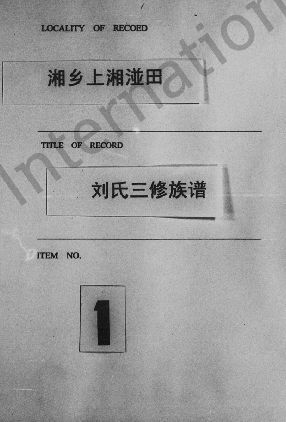 LOCALITY OF RECOED
湘乡上湘湴田
TITLE OF RECORD
刘氏三修族谱
ITEM NO.
1
International